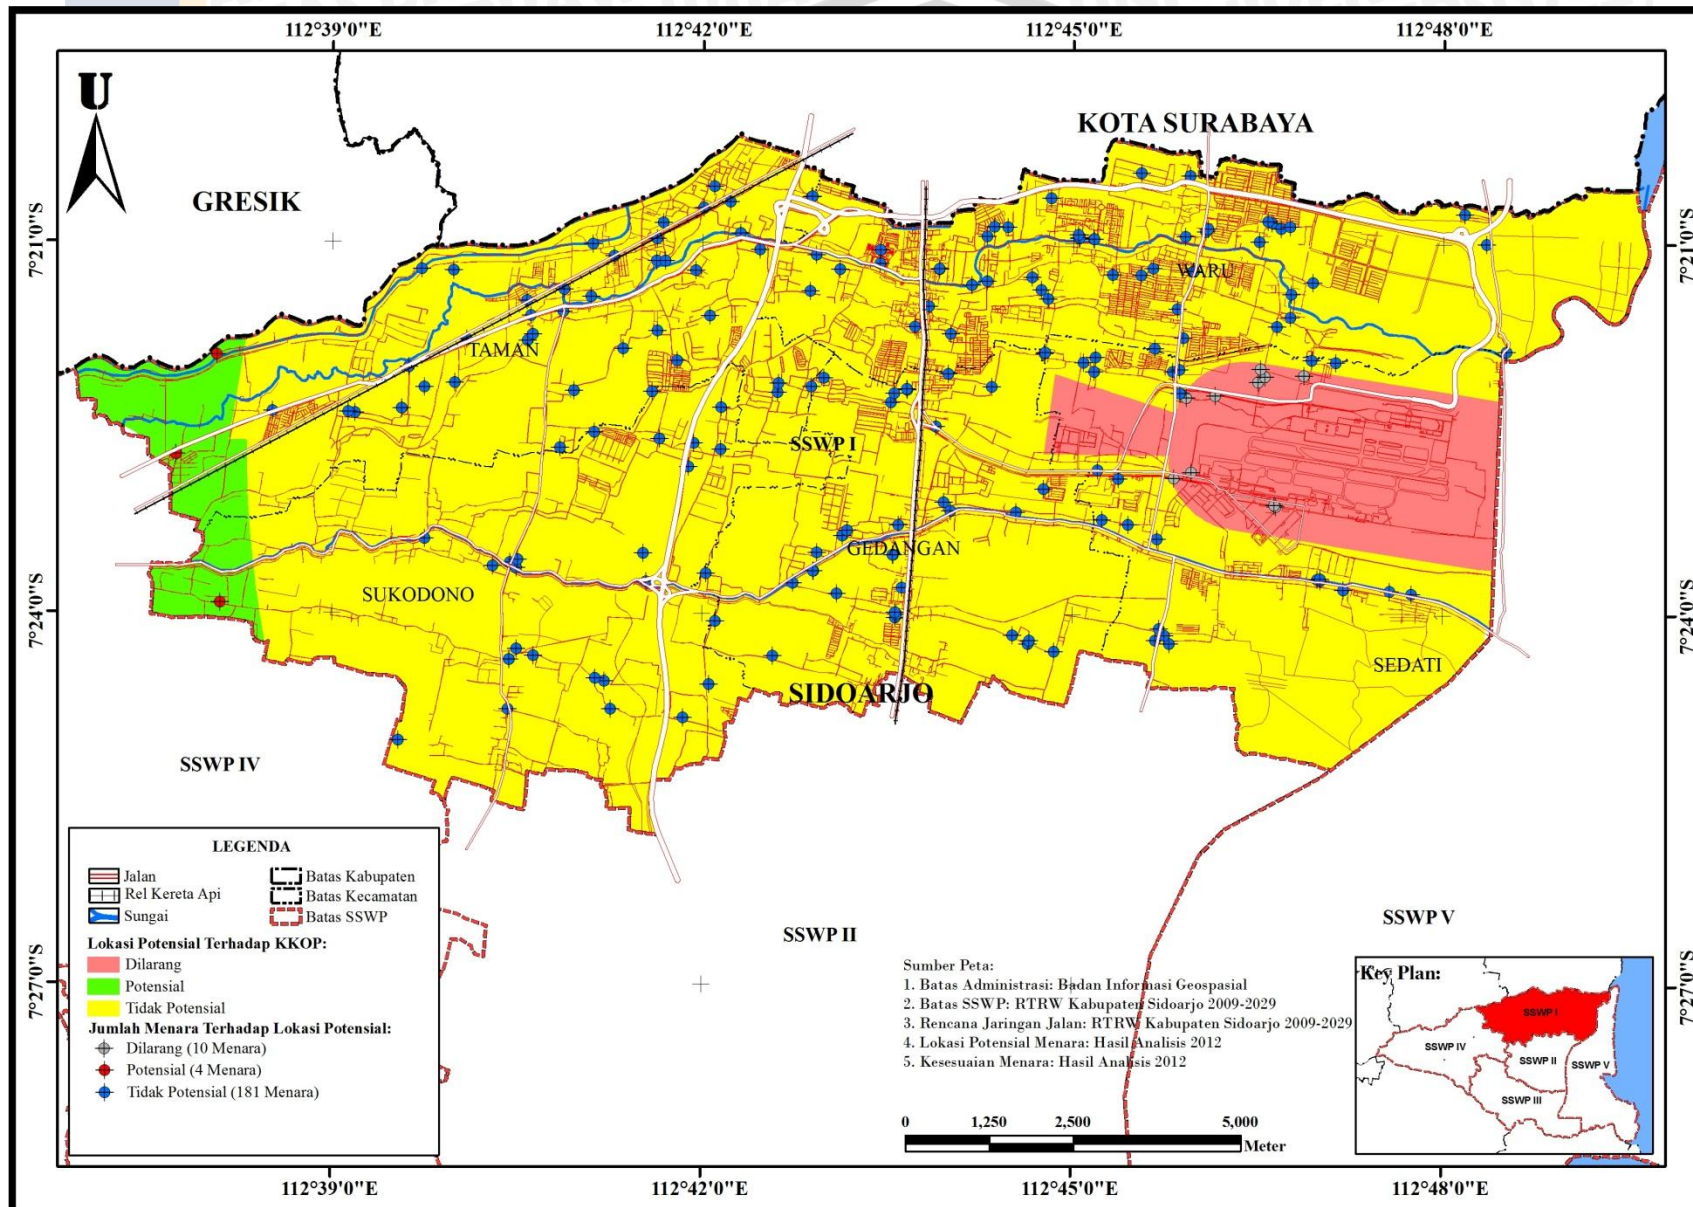 112°39'0"E
112°42'0"E
112°45'0"E
112°48'0"E
U
KOTA SURABAYA
GRESIK
7°21'0"S
7°21'0"S
WARU
TAMAN
SSWP I
GEDANGAN
SUKODONO
7°24'0"S
7°24'0"S
SEDATI
SIDOARJO
SSWP IV
SSWP V
SSWP II
7°27'0"S
7°27'0"S
LEGENDA
Jalan
Rel Kereta Api
Sungai
Batas Kabupaten
Batas Kecamatan
Batas SSWP
Lokasi Potensial Terhadap KKOP:
Dilarang
Potensial
Tidak Potensial
Jumlah Menara Terhadap Lokasi Potensial:
Dilarang (10 Menara)
Potensial (4 Menara)
Tidak Potensial (181 Menara)
Sumber Peta:
1. Batas Administrasi: Badan Informasi Geospasial
2. Batas SSWP: RTRW Kabupaten Sidoarjo 2009-2029
3. Rencana Jaringan Jalan: RTRW Kabupaten Sidoarjo 2009-2029
4. Lokasi Potensial Menara: Hasil Analisis 2012
5. Kesesuaian Menara: Hasil Analisis 2012
0 1,250 2,500 5,000
Meter
Key Plan:
SSWP I
SSWP IV
SSWP II
SSWP V
SSWP III
112°39'0"E
112°42'0"E
112°45'0"E
112°48'0"E